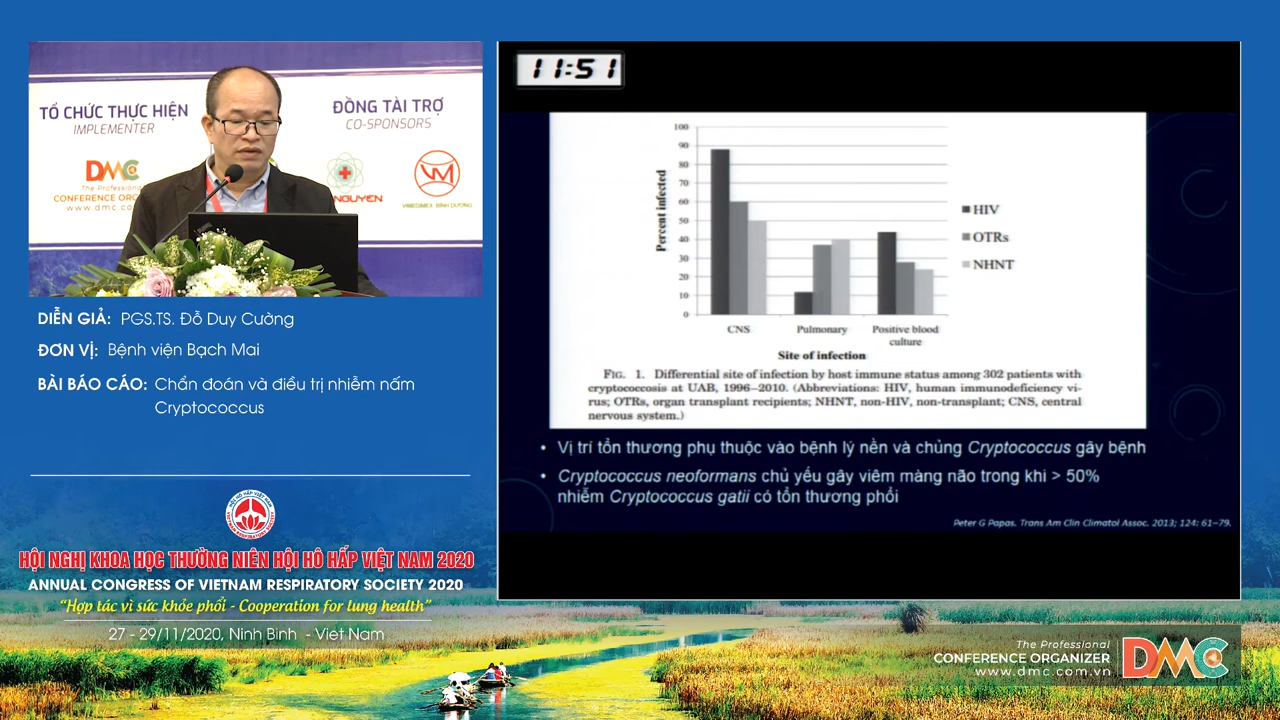 TỔ CHỨC THỰC HIỆN
IMPLEMENTER
DMC
The Professional
CONFERENCE
www.dmc.co
ĐỒNG TÀI TRỢ
CO-SPONSORS
NGUYEN
VIMEDIMEX BÌNH DƯƠNG
DIỄN GIẢ: PGS.TS. Đỗ Duy Cường
ĐƠN VỊ: Bệnh viện Bạch Mai
BÀI BÁO CÁO: Chẩn đoán và điều trị nhiễm nấm
Cryptococcus
HỘI HÔ HẤP VIỆT NAM
VIETNAM RESPIRATORY SOCIETY
HỘI NGHỊ KHOA HỌC THƯỜNG NIÊN HỘI HÔ HẤP VIỆT NAM 2020
ANNUAL CONGRESS OF VIETNAM RESPIRATORY SOCIETY 2020
“Hợp tác vì sức khỏe phổi - Cooperation for lung health”
27 - 29/11/2020, Ninh Bình - Viet Nam
11:51
100
90
80
70
60
50
40
30
20
10
0
Percent infected
HIV
OTRs
NHNT
CNS Pulmonary Positive blood
culture
Site of infection
FIG. 1. Differential site of infection by host immune status among 302 patients with
cryptococcosis at UAB, 1996–2010. (Abbreviations: HIV, human immunodeficiency vi-
rus; OTRs, organ transplant recipients; NHNT, non-HIV, non-transplant; CNS, central
nervous system.)
• Vị trí tổn thương phụ thuộc vào bệnh lý nền và chủng Cryptococcus gây bệnh
• Cryptococcus neoformans chủ yếu gây viêm màng não trong khi > 50%
nhiễm Cryptococcus gatii có tổn thương phổi
Peter G Papas. Trans Am Clin Climatol Assoc. 2013; 124: 61–79.
The Professional
CONFERENCE ORGANIZER
www.dmc.com.vn
DMC